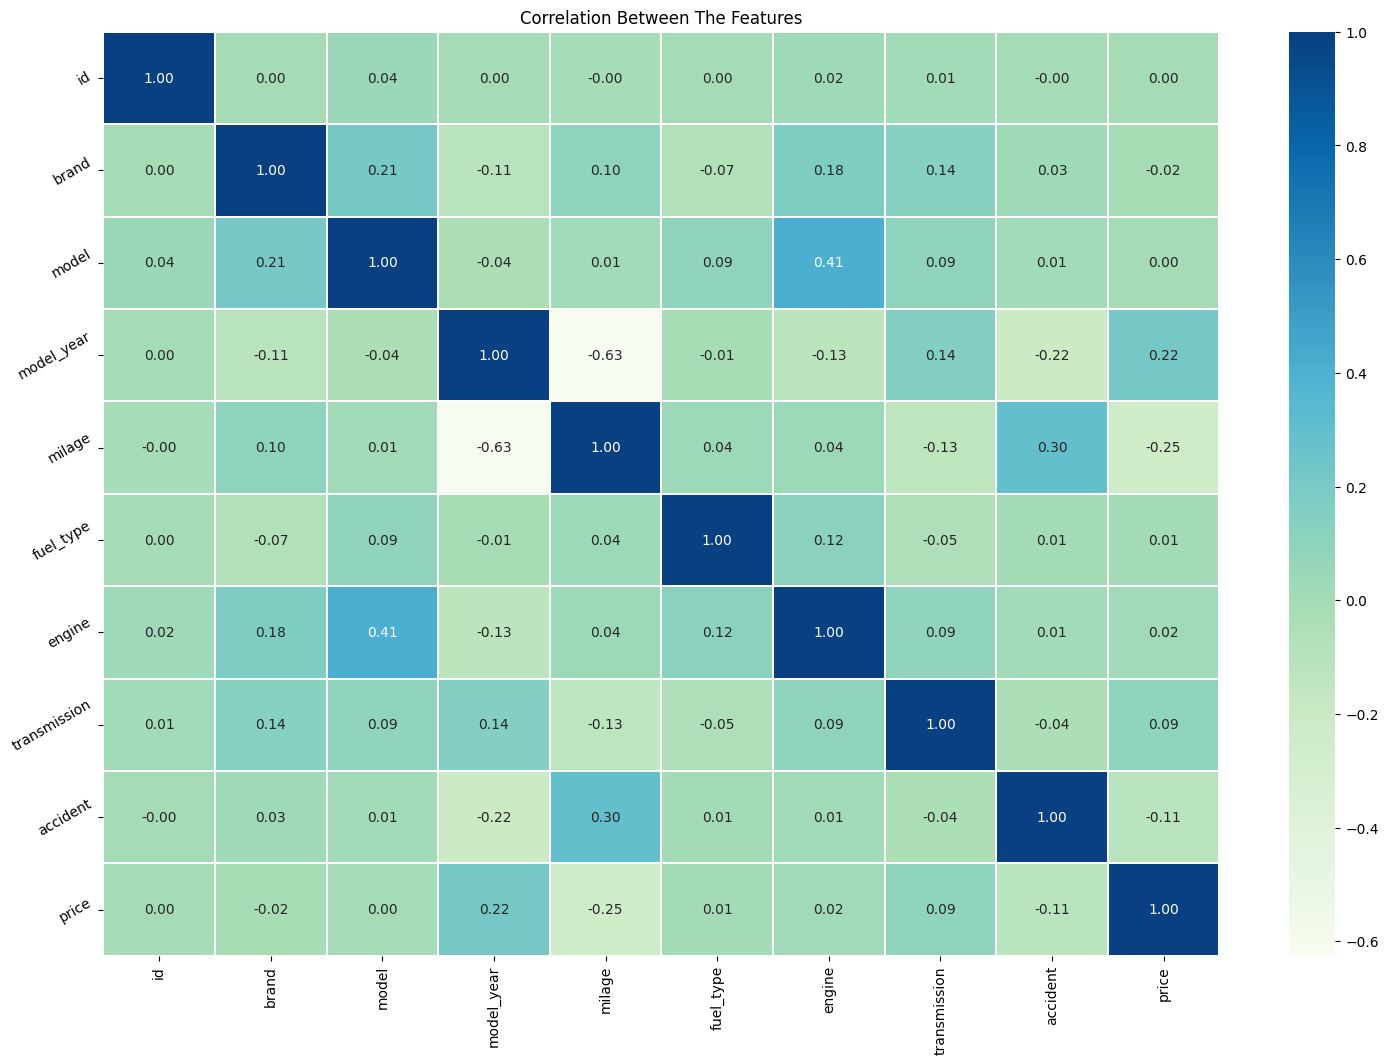 Correlation Between The Features
id 1.00 0.00 0.04 0.00 -0.00 0.00 0.02 0.01 -0.00 0.00
brand 0.00 1.00 0.21 -0.11 0.10 -0.07 0.18 0.14 0.03 -0.02
model 0.04 0.21 1.00 -0.04 0.01 0.09 0.41 0.09 0.01 0.00
model_year 0.00 -0.11 -0.04 1.00 -0.63 -0.01 -0.13 0.14 -0.22 0.22
milage -0.00 0.10 0.01 -0.63 1.00 0.04 0.04 -0.13 0.30 -0.25
fuel_type 0.00 -0.07 0.09 -0.01 0.04 1.00 0.12 -0.05 0.01 0.01
engine 0.02 0.18 0.41 -0.13 0.04 0.12 1.00 0.09 0.01 0.02
transmission 0.01 0.14 0.09 0.14 -0.13 -0.05 0.09 1.00 -0.04 0.09
accident -0.00 0.03 0.01 -0.22 0.30 0.01 0.01 -0.04 1.00 -0.11
price 0.00 -0.02 0.00 0.22 -0.25 0.01 0.02 0.09 -0.11 1.00
id brand model model_year milage fuel_type engine transmission accident price
1.0
0.8
0.6
0.4
0.2
0.0
−0.2
−0.4
−0.6